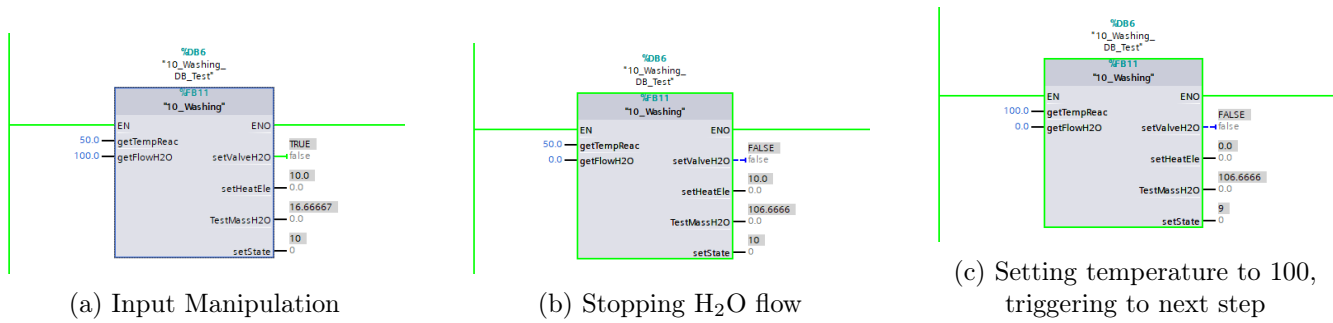 %DB6
"10_Washing_
DB_Test"
%FB11
"10_Washing"
EN
ENO
50.0
getTempReac
100.0
getFlowH2O
setValveH2O
TRUE
false
setHeatEle
10.0
0.0
TestMassH2O
16.66667
0.0
setState
10
0
(a) Input Manipulation
%DB6
"10_Washing_
DB_Test"
%FB11
"10_Washing"
EN
ENO
50.0
getTempReac
0.0
getFlowH2O
setValveH2O
FALSE
false
setHeatEle
10.0
0.0
TestMassH2O
106.6666
0.0
setState
10
0
(b) Stopping H₂O flow
%DB6
"10_Washing_
DB_Test"
%FB11
"10_Washing"
EN
ENO
100.0
getTempReac
0.0
getFlowH2O
setValveH2O
FALSE
false
setHeatEle
0.0
0.0
TestMassH2O
106.6666
0.0
setState
9
0
(c) Setting temperature to 100,
triggering to next step